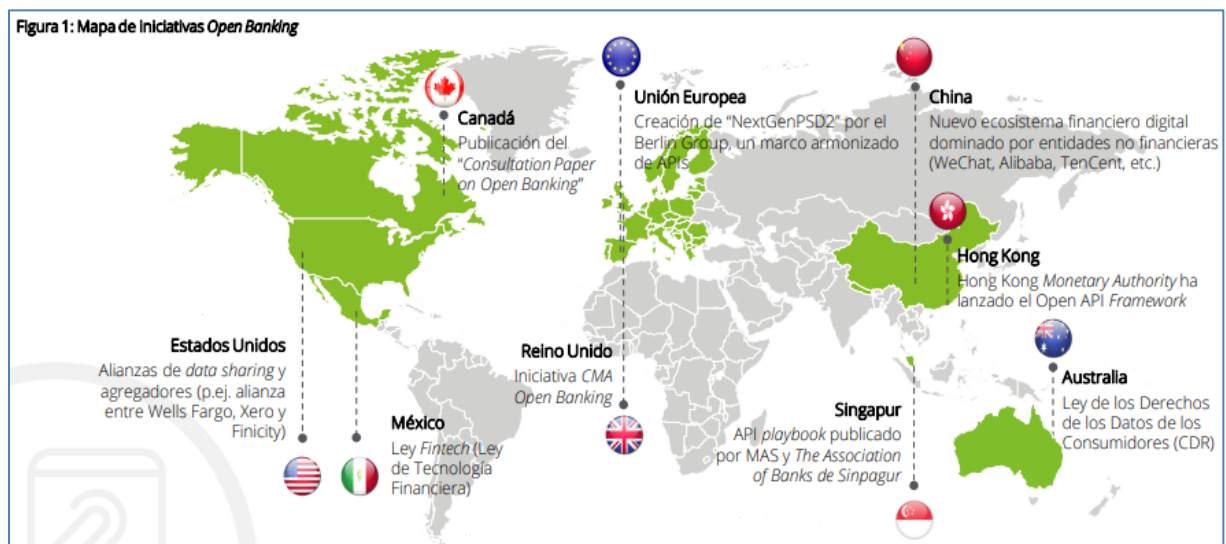 Figura 1: Mapa de iniciativas Open Banking
Canadá
Publicación del
"Consultation Paper
on Open Banking"
Unión Europea
Creación de "NextGenPSD2" por el
Berlin Group, un marco armonizado
de APIs
China
Nuevo ecosistema financiero digital
dominado por entidades no financieras
(WeChat, Alibaba, TenCent, etc.)
Hong Kong
Hong Kong Monetary Authority ha
lanzado el Open API Framework
Estados Unidos
Alianzas de data sharing y
agregadores (p.ej. alianza
entre Wells Fargo, Xero y
Finicity)
México
Ley Fintech (Ley
de Tecnología
Financiera)
Reino Unido
Iniciativa CMA
Open Banking
Singapur
API playbook publicado
por MAS y The Association
of Banks de Sinpagur
Australia
Ley de los Derechos
de los Datos de los
Consumidores (CDR)